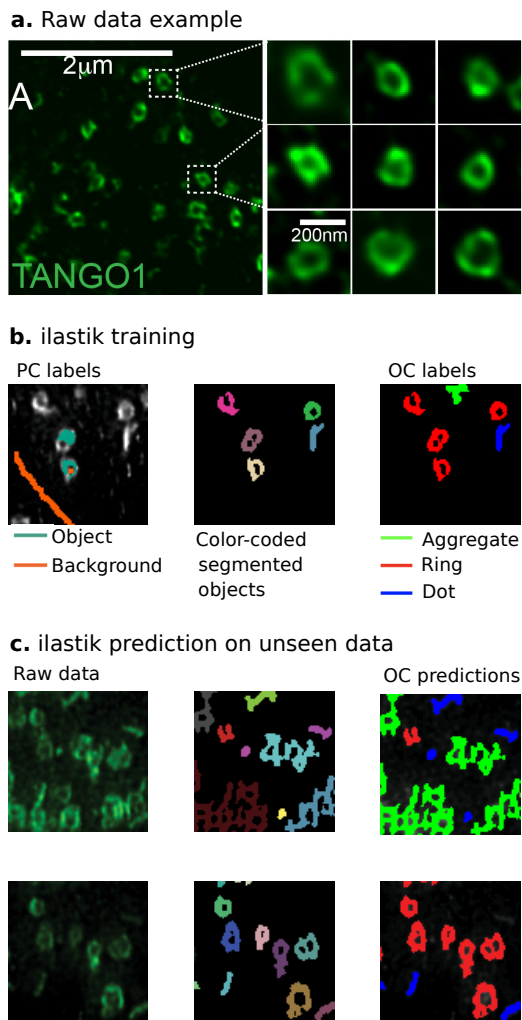 a. Raw data example
2μm
A
200nm
TANGO1
b. ilastik training
PC labels
OC labels
Object
Background
Color-coded
segmented
objects
Aggregate
Ring
Dot
c. ilastik prediction on unseen data
Raw data
OC predictions